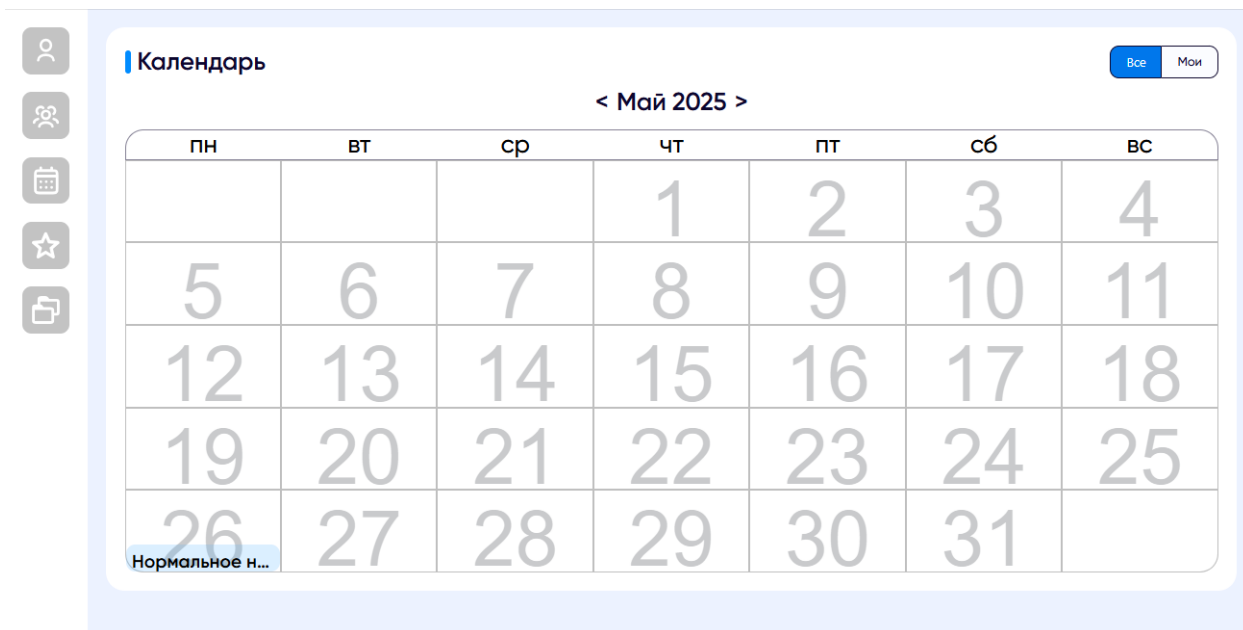 Календарь
Все Мои
< Май 2025 >
пн вт ср чт пт сб вс
1 2 3 4
5 6 7 8 9 10 11
12 13 14 15 16 17 18
19 20 21 22 23 24 25
26 27 28 29 30 31
Нормальное н...